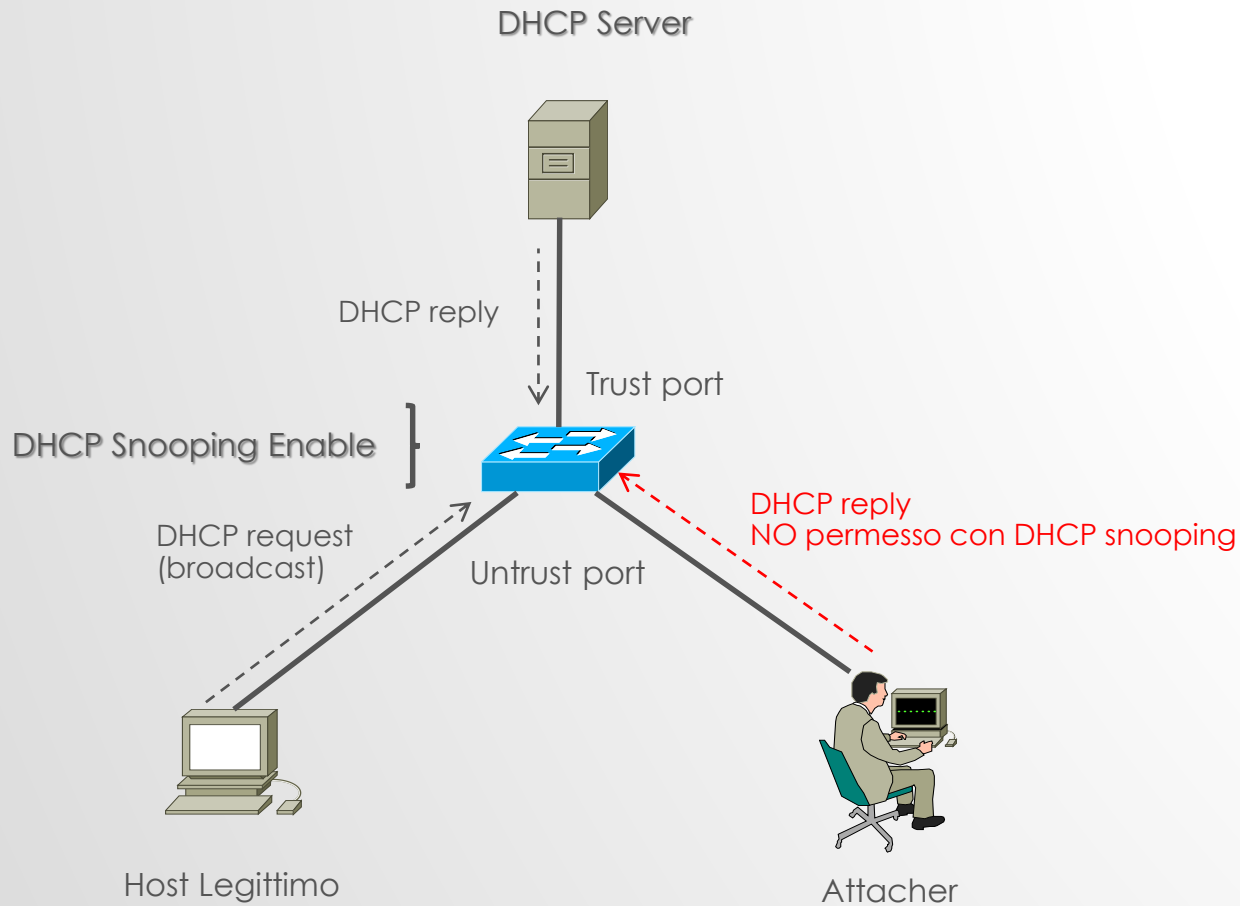 DHCP Server
DHCP reply
Trust port
DHCP Snooping Enable
DHCP reply
NO permesso con DHCP snooping
DHCP request
(broadcast)
Untrust port
Host Legittimo
Attacher